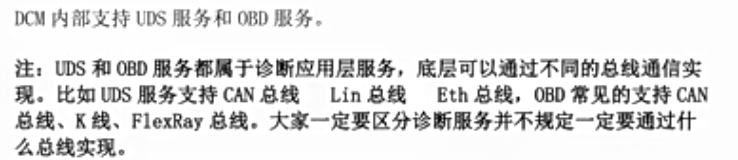 DCM 内部支持 UDS 服务和 OBD 服务。
注：UDS 和 OBD 服务都属于诊断应用层服务，底层可以通过不同的总线通信实
现。比如 UDS 服务支持 CAN 总线 Lin 总线 Eth 总线，OBD 常见的支持 CAN
总线、K 线、FlexRay 总线。大家一定要区分诊断服务并不规定一定要通过什
么总线实现。